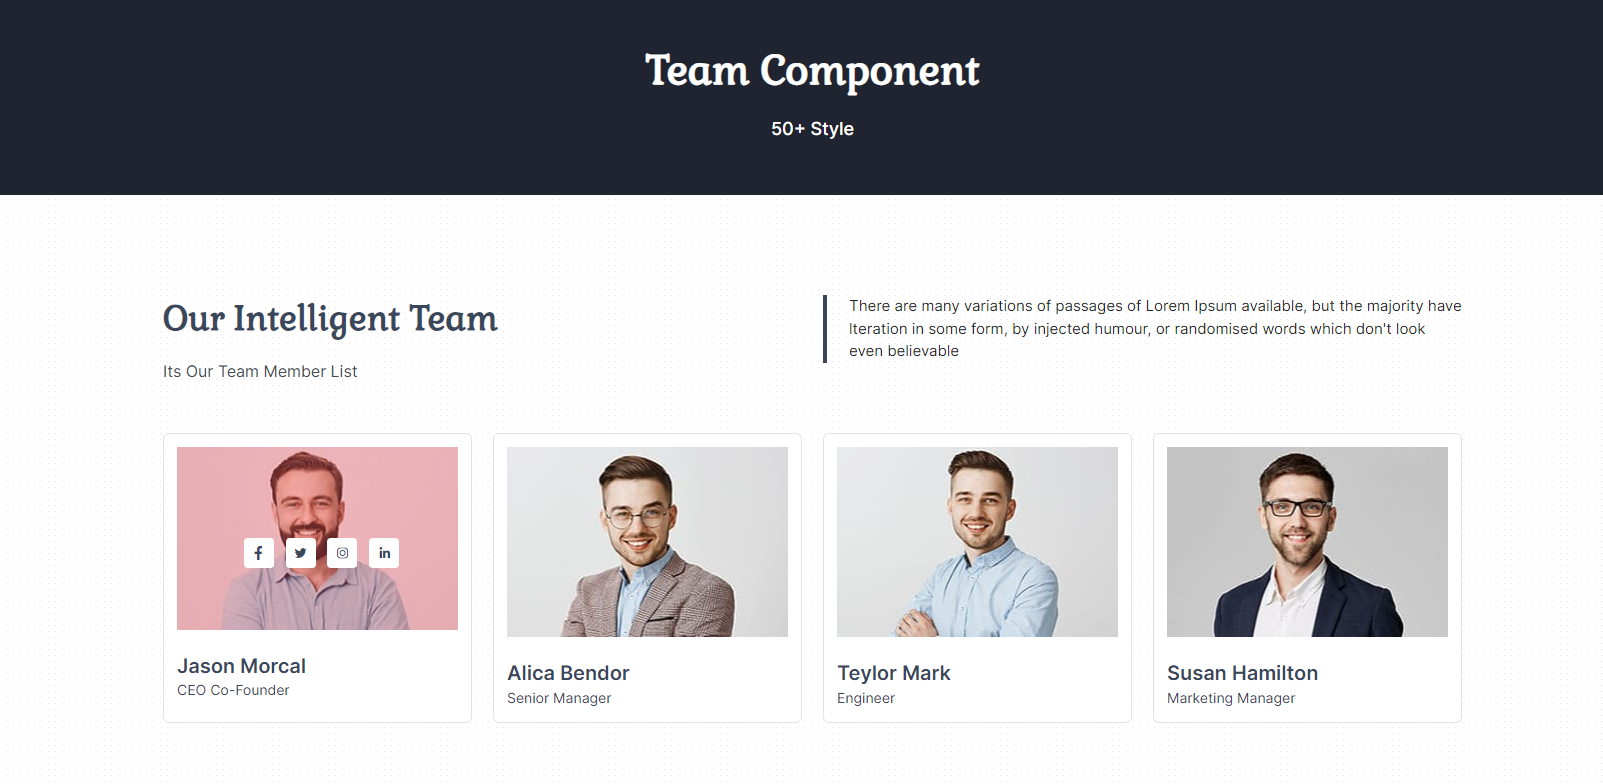 Team Component
50+ Style
Our Intelligent Team
Its Our Team Member List
There are many variations of passages of Lorem Ipsum available, but the majority have
Iteration in some form, by injected humour, or randomised words which don't look
even believable
Jason Morcal
CEO Co-Founder
Alica Bendor
Senior Manager
Teylor Mark
Engineer
Susan Hamilton
Marketing Manager